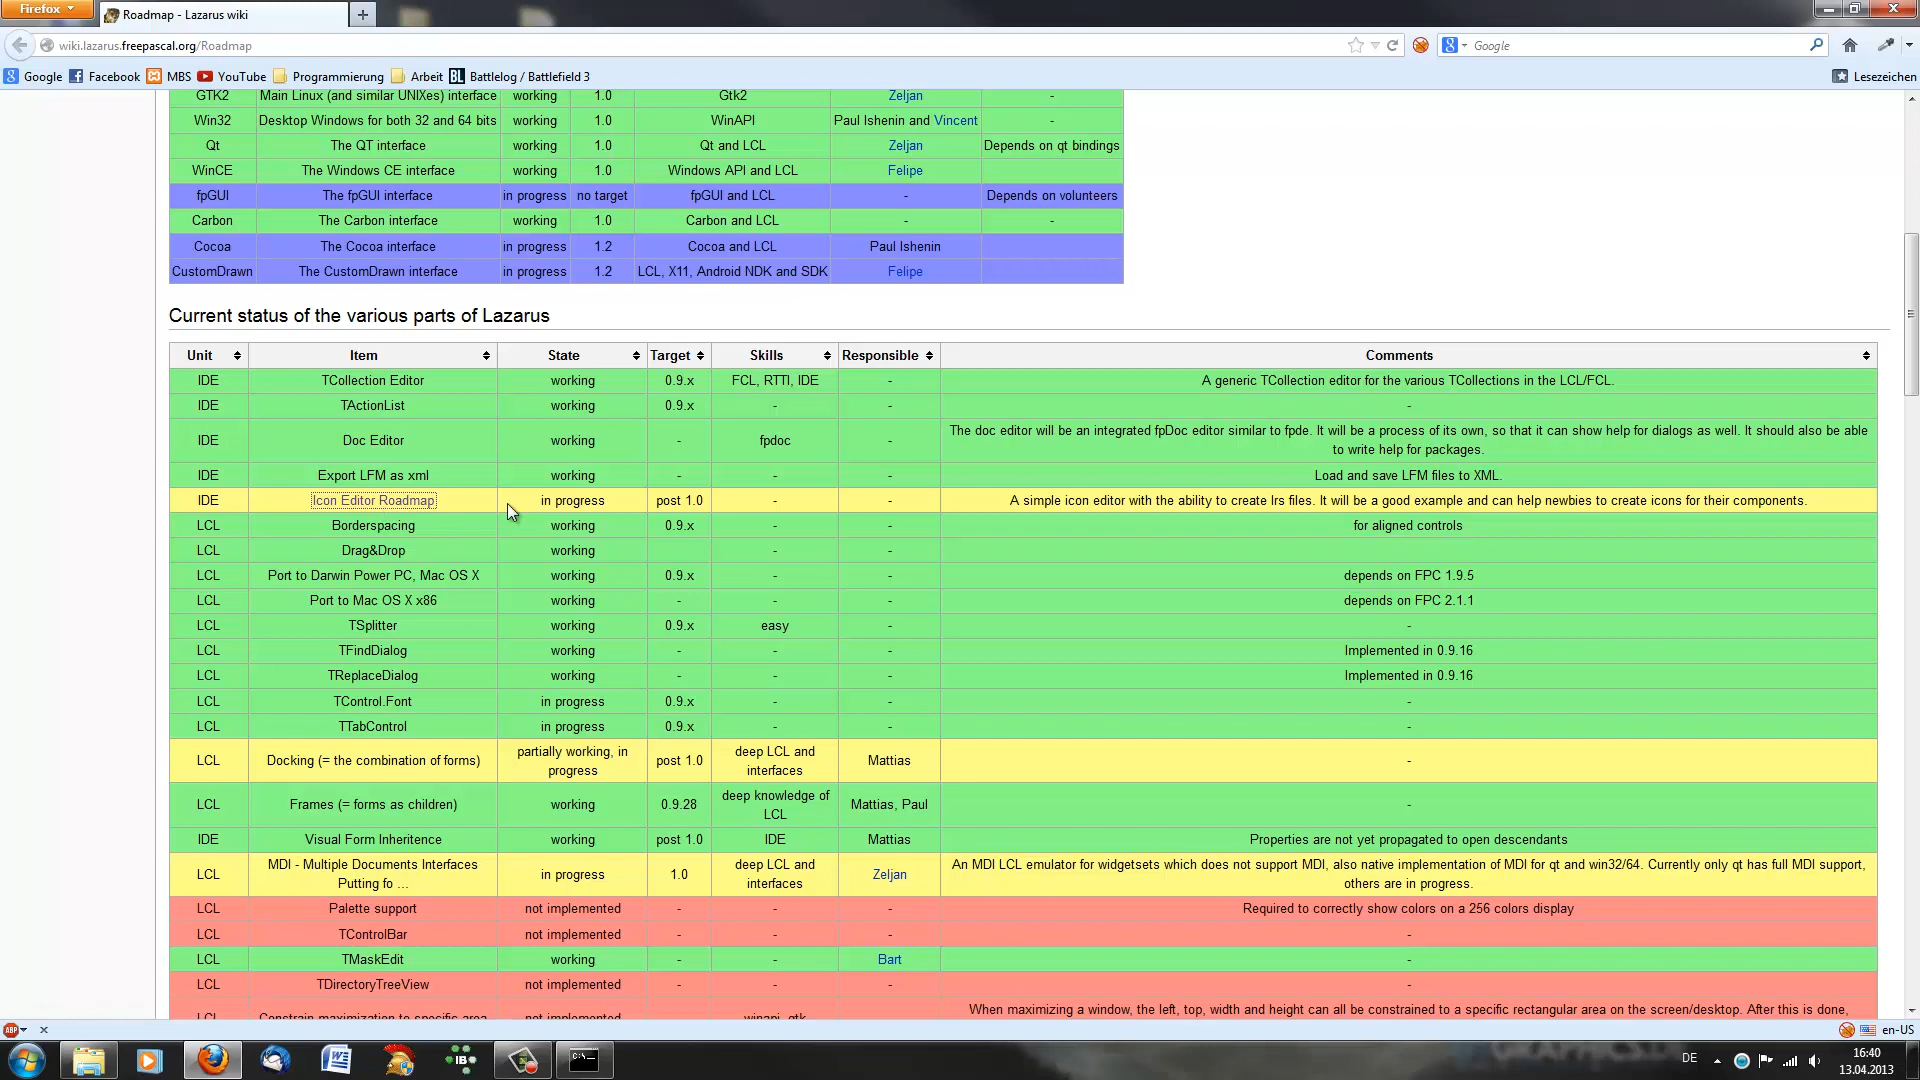 Firefox
Roadmap - Lazarus wiki
wiki.lazarus.freepascal.org/Roadmap
Google
Google Facebook MBS YouTube Programmierung Arbeit BL Battlelog / Battlefield 3 Lesezeichen
GTK2 Main Linux (and similar UNIXes) interface working 1.0 Gtk2 Zeljan -
Win32 Desktop Windows for both 32 and 64 bits working 1.0 WinAPI Paul Ishenin and Vincent -
Qt The QT interface working 1.0 Qt and LCL Zeljan Depends on qt bindings
WinCE The Windows CE interface working 1.0 Windows API and LCL Felipe
fpGUI The fpGUI interface in progress no target fpGUI and LCL - Depends on volunteers
Carbon The Carbon interface working 1.0 Carbon and LCL - -
Cocoa The Cocoa interface in progress 1.2 Cocoa and LCL Paul Ishenin
CustomDrawn The CustomDrawn interface in progress 1.2 LCL, X11, Android NDK and SDK Felipe
Current status of the various parts of Lazarus
Unit Item State Target Skills Responsible Comments
IDE TCollection Editor working 0.9.x FCL, RTTI, IDE - A generic TCollection editor for the various TCollections in the LCL/FCL.
IDE TActionList working 0.9.x - - -
IDE Doc Editor working - fpdoc - The doc editor will be an integrated fpDoc editor similar to fpde. It will be a process of its own, so that it can show help for dialogs as well. It should also be able
to write help for packages.
IDE Export LFM as xml working - - - Load and save LFM files to XML.
IDE Icon Editor Roadmap in progress post 1.0 - - A simple icon editor with the ability to create lrs files. It will be a good example and can help newbies to create icons for their components.
LCL Borderspacing working 0.9.x - - for aligned controls
LCL Drag&Drop working - -
LCL Port to Darwin Power PC, Mac OS X working 0.9.x - - depends on FPC 1.9.5
LCL Port to Mac OS X x86 working - - - depends on FPC 2.1.1
LCL TSplitter working 0.9.x easy - -
LCL TFindDialog working - - - Implemented in 0.9.16
LCL TReplaceDialog working - - - Implemented in 0.9.16
LCL TControl.Font in progress 0.9.x - - -
LCL TTabControl in progress 0.9.x - - -
LCL Docking (= the combination of forms) partially working, in progress post 1.0 deep LCL and interfaces Mattias -
LCL Frames (= forms as children) working 0.9.28 deep knowledge of LCL Mattias, Paul -
IDE Visual Form Inheritence working post 1.0 IDE Mattias Properties are not yet propagated to open descendants
LCL MDI - Multiple Documents Interfaces Putting fo ... in progress 1.0 deep LCL and interfaces Zeljan An MDI LCL emulator for widgetsets which does not support MDI, also native implementation of MDI for qt and win32/64. Currently only qt has full MDI support,
others are in progress.
LCL Palette support not implemented - - - Required to correctly show colors on a 256 colors display
LCL TControlBar not implemented - - - -
LCL TMaskEdit working - - Bart -
LCL TDirectoryTreeView not implemented - - - -
LCL Constrain maximization to specific area not implemented winapi, gtk When maximizing a window, the left, top, width and height can all be constrained to a specific rectangular area on the screen/desktop. After this is done,
ABP en-US
IB DE 16:40
13.04.2013